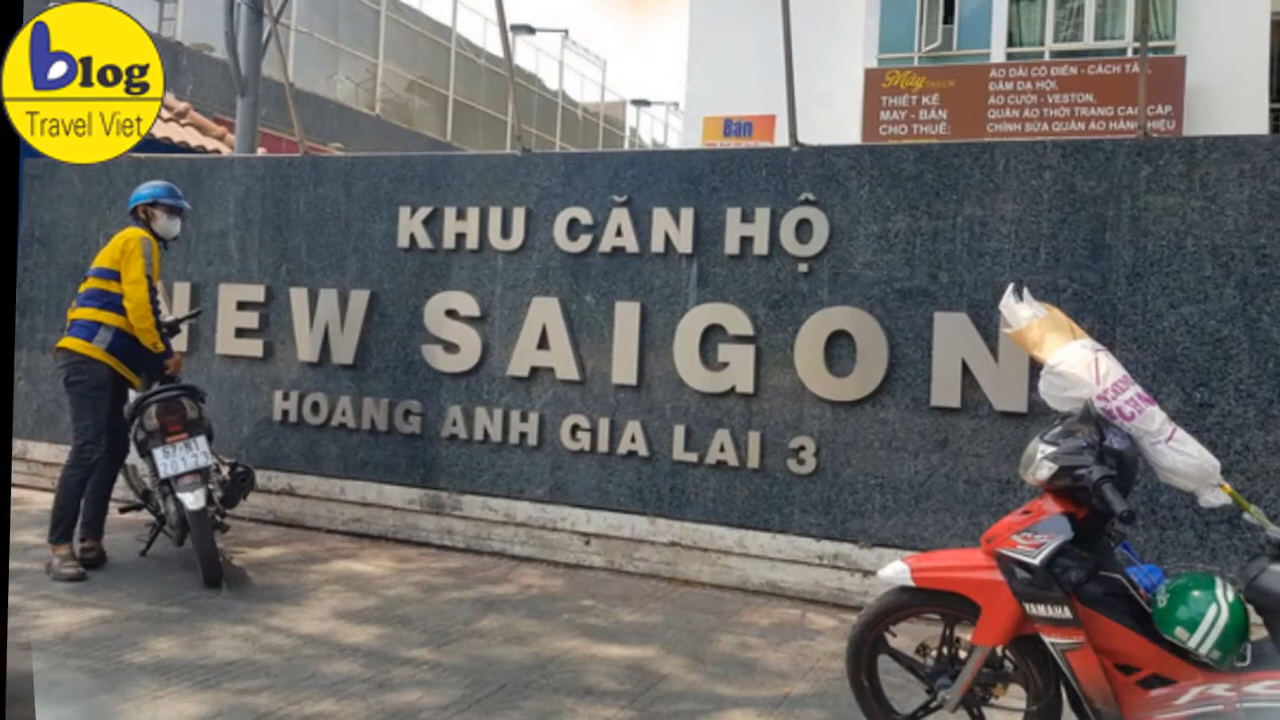 blog
Travel Viet
May
THIẾT KẾ
MAY - BÁN
CHO THUÊ:
ÁO DÀI CỔ ĐIỂN - CÁCH TÂN,
ĐẦM DẠ HỘI,
ÁO CƯỚI - VESTON,
QUẦN ÁO THỜI TRANG CAO CẤP,
CHỈNH SỬA QUẦN ÁO HÀNG HIỆU
Bán
KHU CĂN HỘ
NEW SAIGON
HOANG ANH GIA LAI 3
YAMAHA